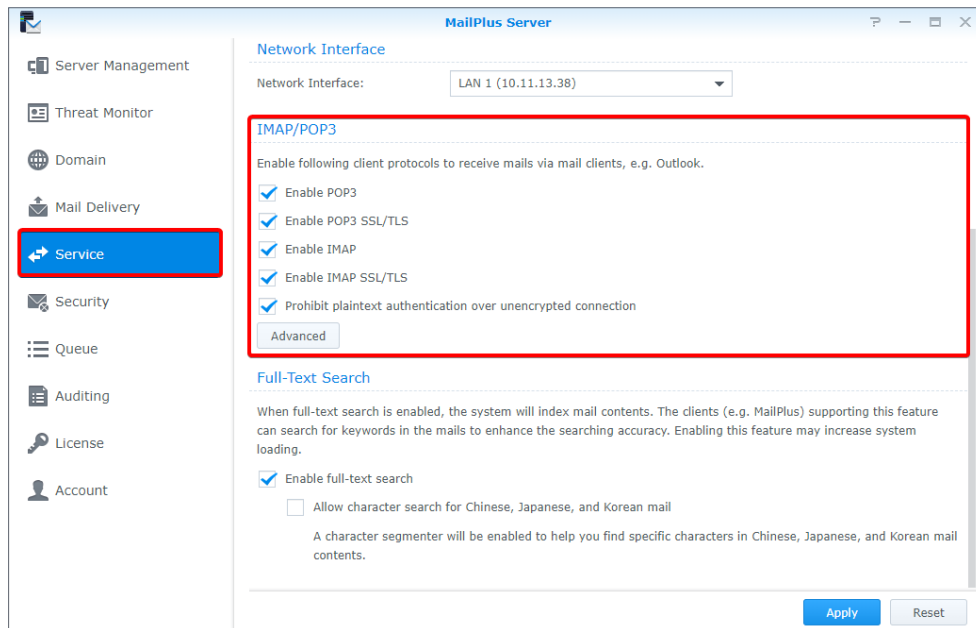 MailPlus Server
Server Management
Threat Monitor
Domain
Mail Delivery
Service
Security
Queue
Auditing
License
Account
Network Interface
Network Interface: LAN 1 (10.11.13.38)
IMAP/POP3
Enable following client protocols to receive mails via mail clients, e.g. Outlook.
Enable POP3
Enable POP3 SSL/TLS
Enable IMAP
Enable IMAP SSL/TLS
Prohibit plaintext authentication over unencrypted connection
Advanced
Full-Text Search
When full-text search is enabled, the system will index mail contents. The clients (e.g. MailPlus) supporting this feature
can search for keywords in the mails to enhance the searching accuracy. Enabling this feature may increase system
loading.
Enable full-text search
Allow character search for Chinese, Japanese, and Korean mail
A character segmenter will be enabled to help you find specific characters in Chinese, Japanese, and Korean mail
contents.
Apply Reset